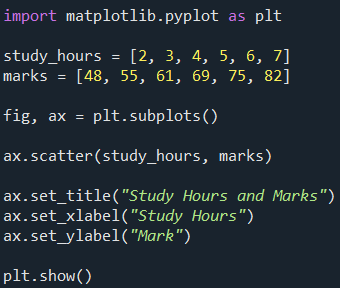 import matplotlib.pyplot as plt
study_hours = [2, 3, 4, 5, 6, 7]
marks = [48, 55, 61, 69, 75, 82]
fig, ax = plt.subplots()
ax.scatter(study_hours, marks)
ax.set_title("Study Hours and Marks")
ax.set_xlabel("Study Hours")
ax.set_ylabel("Mark")
plt.show()